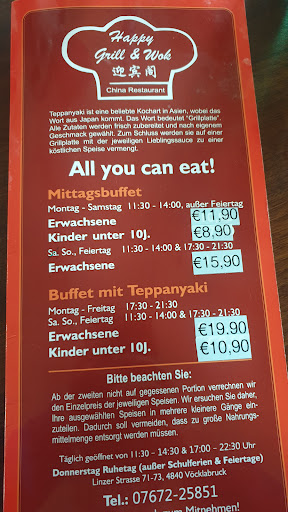 Happy
Grill & Wok
迎宾阁
China Restaurant
Teppanyaki ist eine beliebte Kochart in Asien, wobei das
Wort aus Japan kommt. Das Wort bedeutet "Grillplatte".
Alle Zutaten werden frisch zubereitet und nach eigenem
Geschmack gewählt. Zum Schluss werden sie auf einer
Grillplatte mit der jeweiligen Lieblingssauce zu einer
köstlichen Speise vermengt.
All you can eat!
Mittagsbuffet
Montag - Samstag 11:30 - 14:00, außer Feiertag
Erwachsene €11,90
Kinder unter 10J. €8,90
Sa. So., Feiertag 11:30 - 14:00 & 17:30 - 21:30
Erwachsene €15,90
Buffet mit Teppanyaki
Montag - Freitag 17:30 - 21:30
Sa. So., Feiertag 11:30 - 14:00 & 17:30 - 21:30
Erwachsene €19.90
Kinder unter 10J. €10,90
Bitte beachten Sie:
Ab der zweiten nicht auf gegessenen Portion verrechnen wir
den Einzelpreis der jeweiligen Speisen. Wir ersuchen Sie daher,
Ihre ausgewählten Speisen in mehrere kleinere Gänge ein-
zuteilen. Dadurch soll vermeiden, dass zu große Nahrungs-
mittelmenge entsorgt werden müssen.
Täglich geöffnet von 11:30 - 14:30 & 17:00 - 22:30 Uhr
Donnerstag Ruhetag (außer Schulferien & Feiertage)
Linzer Strasse 71-73, 4840 Vöcklabruck
Tel.: 07672-25851
zum Mitnehmen!